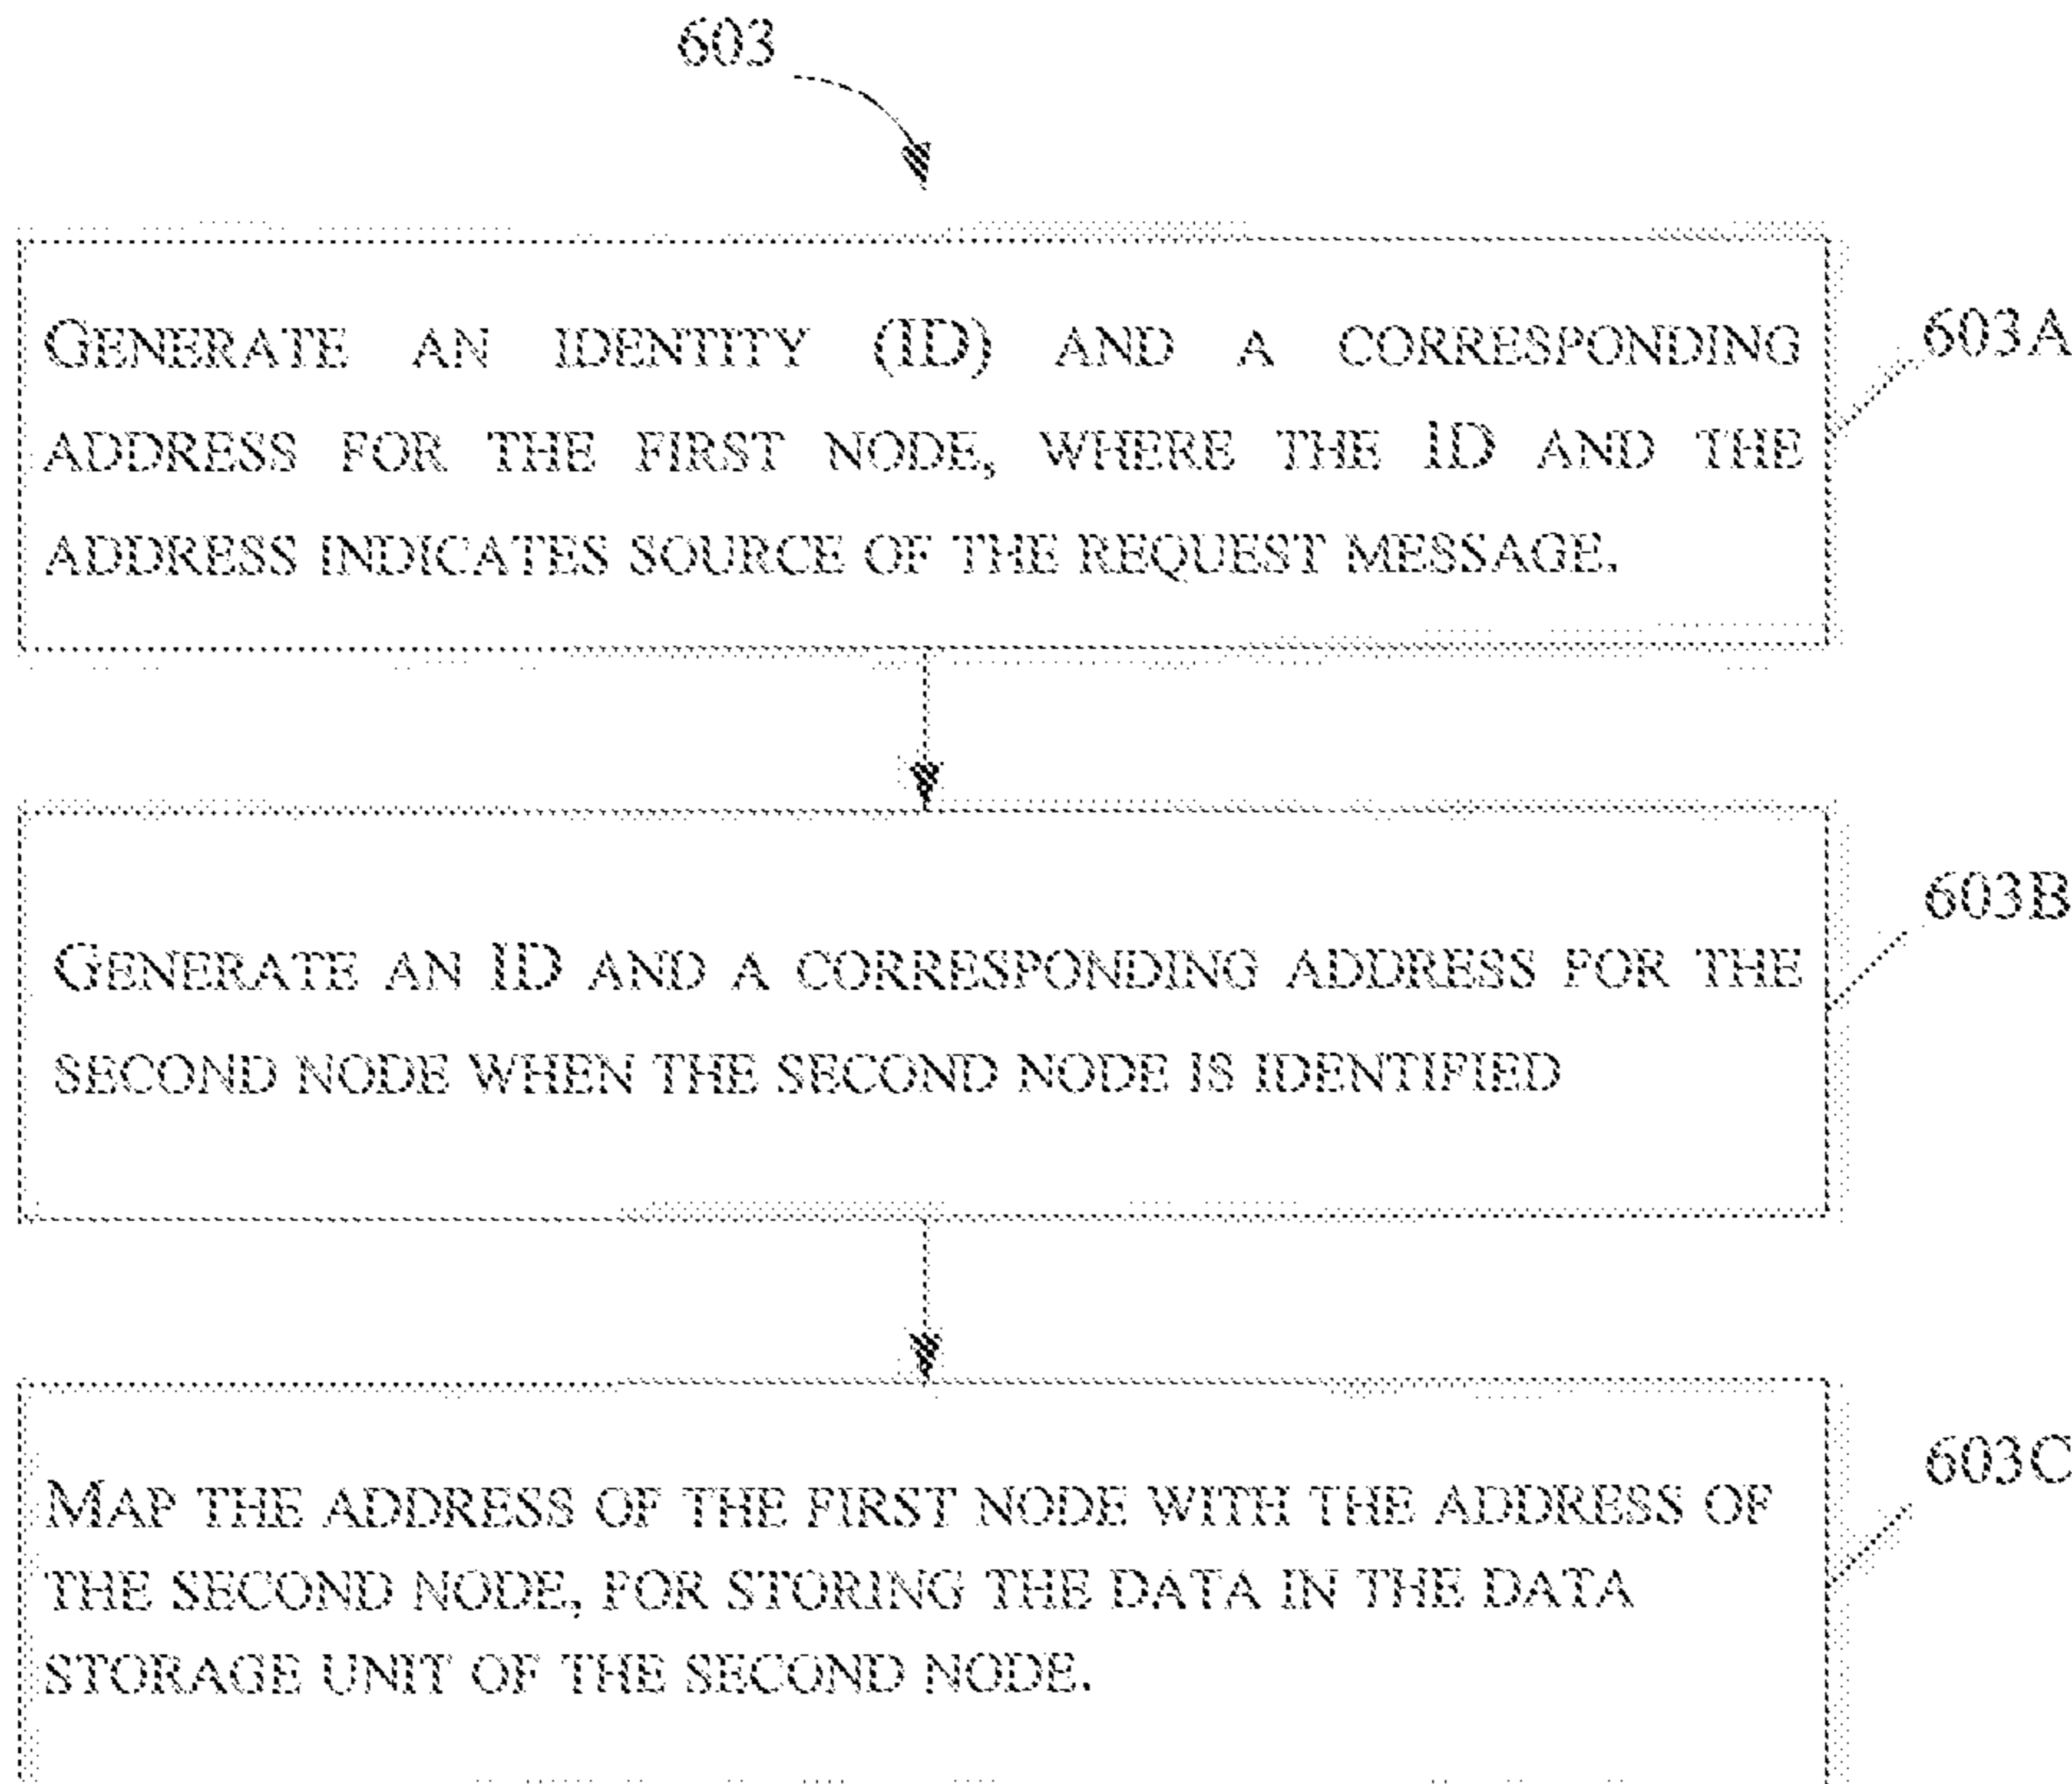 603
GENERATE AN IDENTITY (ID) AND A CORRESPONDING
603A
ADDRESS FOR THE FIRST NODE, WHERE THE ID AND THE
ADDRESS INDICATES SOURCE OF THE REQUEST MESSAGE.
603B
GENERATE AN ID AND A CORRESPONDING ADDRESS FOR THE
SECOND NODE WHEN THE SECOND NODE IS IDENTIFIED
603C
MAP THE ADDRESS OF THE FIRST NODE WITH THE ADDRESS OF
THE SECOND NODE, FOR STORING THE DATA IN THE DATA
STORAGE UNIT OF THE SECOND NODE.